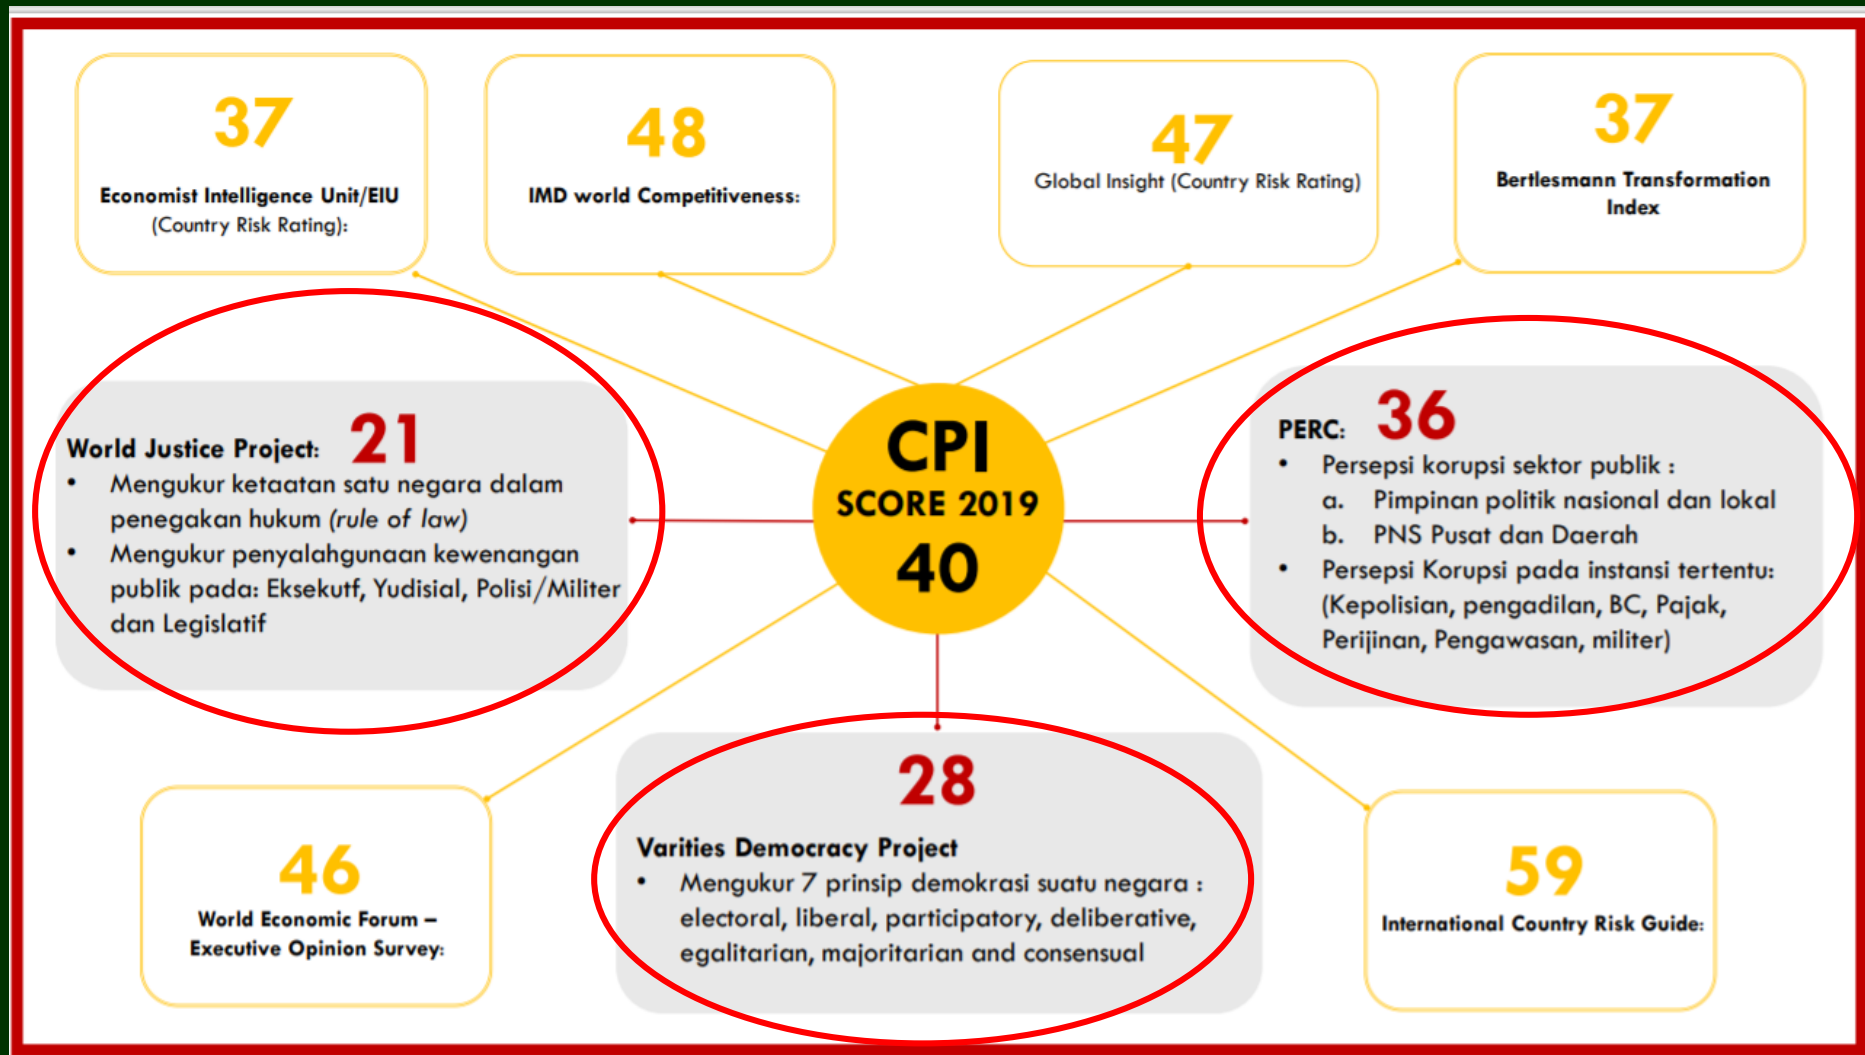 37
Economist Intelligence Unit/EIU
(Country Risk Rating):
48
IMD world Competitiveness:
47
Global Insight (Country Risk Rating)
37
Bertlesmann Transformation
Index
World Justice Project: 21
• Mengukur ketaatan satu negara dalam
penegakan hukum (rule of law)
• Mengukur penyalahgunaan kewenangan
publik pada: Eksekutf, Yudisial, Polisi/Militer
dan Legislatif
CPI
SCORE 2019
40
PERC: 36
• Persepsi korupsi sektor publik :
a. Pimpinan politik nasional dan lokal
b. PNS Pusat dan Daerah
• Persepsi Korupsi pada instansi tertentu:
(Kepolisian, pengadilan, BC, Pajak,
Perijinan, Pengawasan, militer)
46
World Economic Forum –
Executive Opinion Survey:
28
Varities Democracy Project
• Mengukur 7 prinsip demokrasi suatu negara :
electoral, liberal, participatory, deliberative,
egalitarian, majoritarian and consensual
59
International Country Risk Guide: